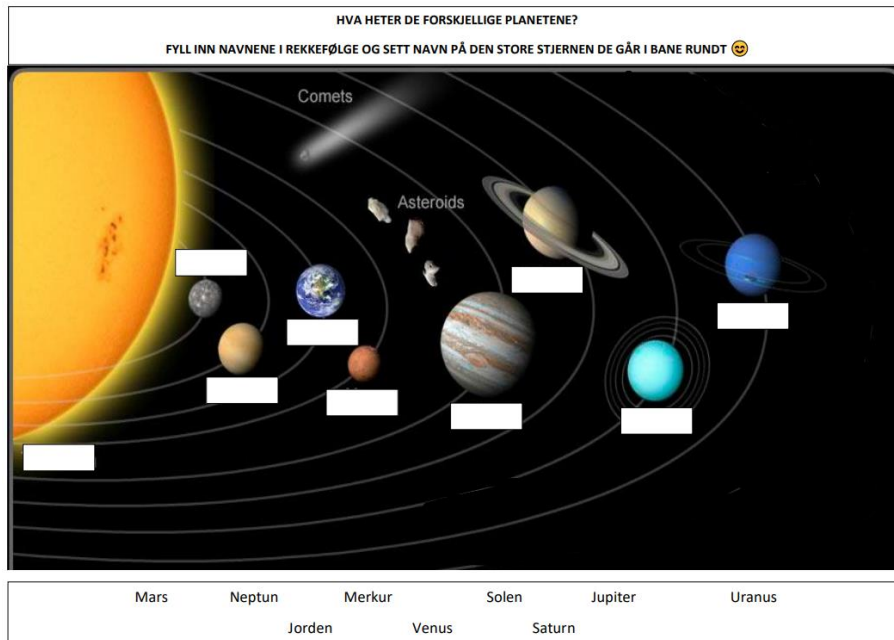 HVA HETER DE FORSKJELLIGE PLANETENE?
FYLL INN NAVNENE I REKKEFØLGE OG SETT NAVN PÅ DEN STORE STJERNEN DE GÅR I BANE RUNDT 😊
Comets
Asteroids
Mars Neptun Merkur Solen Jupiter Uranus
Jorden Venus Saturn